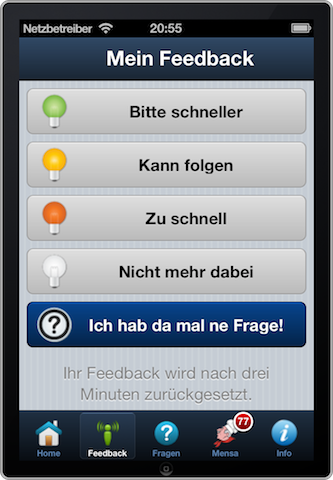 Netzbetreiber 20:55
Mein Feedback
Bitte schneller
Kann folgen
Zu schnell
Nicht mehr dabei
? Ich hab da mal ne Frage!
Ihr Feedback wird nach drei
Minuten zurückgesetzt.
77
Home Feedback Fragen Mensa Info